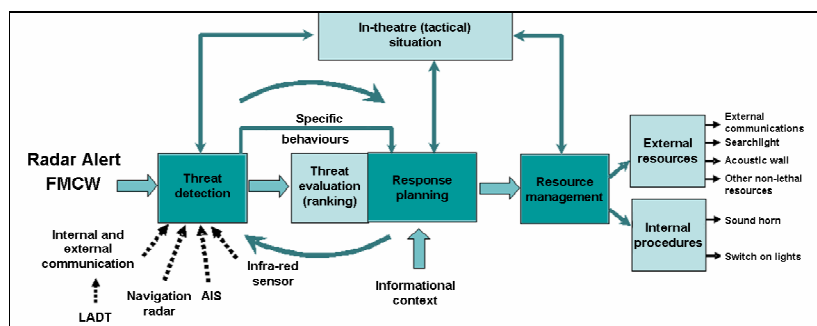 In-theatre (tactical)
situation
Specific
behaviours
Radar Alert
FMCW
Threat
detection
Threat
evaluation
(ranking)
Response
planning
Resource
management
External
resources
External
communications
Searchlight
Acoustic wall
Other non-lethal
resources
Internal
procedures
Sound horn
Switch on lights
Internal and
external
communication
LADT
Navigation
radar
AIS
Infra-red
sensor
Informational
context